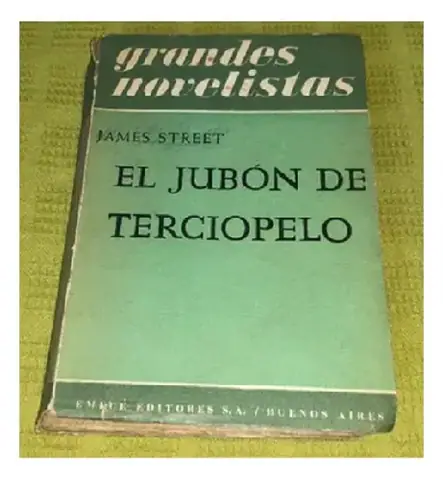 grandes
novelistas
JAMES STREET
EL JUBÓN DE
TERCIOPELO
EMECÉ EDITORES S.A. / BUENOS AIRES